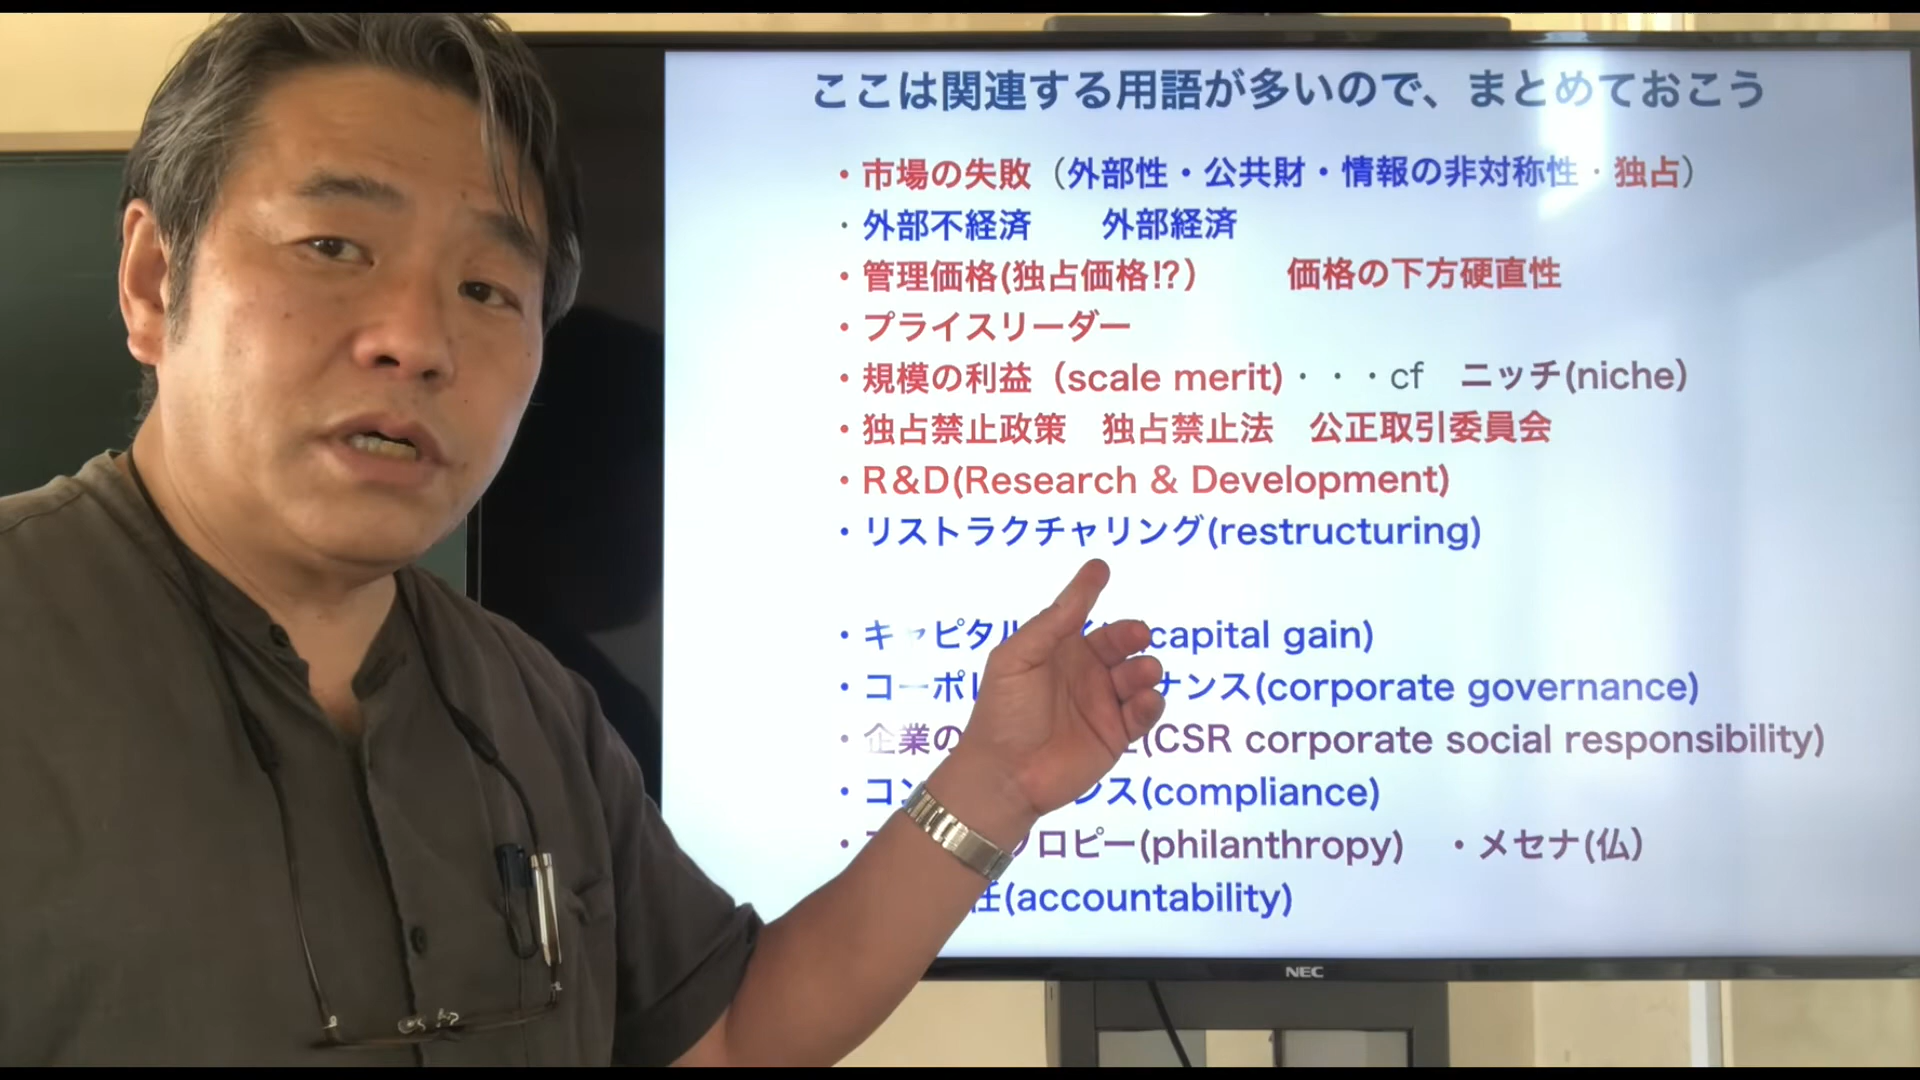 ここは関連する用語が多いので、まとめておこう
・市場の失敗（外部性・公共財・情報の非対称性・独占）
・外部不経済　　外部経済
・管理価格(独占価格!?）　　価格の下方硬直性
・プライスリーダー
・規模の利益（scale merit)・・・cf　ニッチ(niche）
・独占禁止政策　独占禁止法　公正取引委員会
・R＆D(Research & Development)
・リストラクチャリング(restructuring)
・キャピタル(capital gain)
・コーポ ナンス(corporate governance)
・企業の (CSR corporate social responsibility)
・コン ンス(compliance)
・ ロピー(philanthropy)　・メセナ(仏）
任(accountability)
NEC